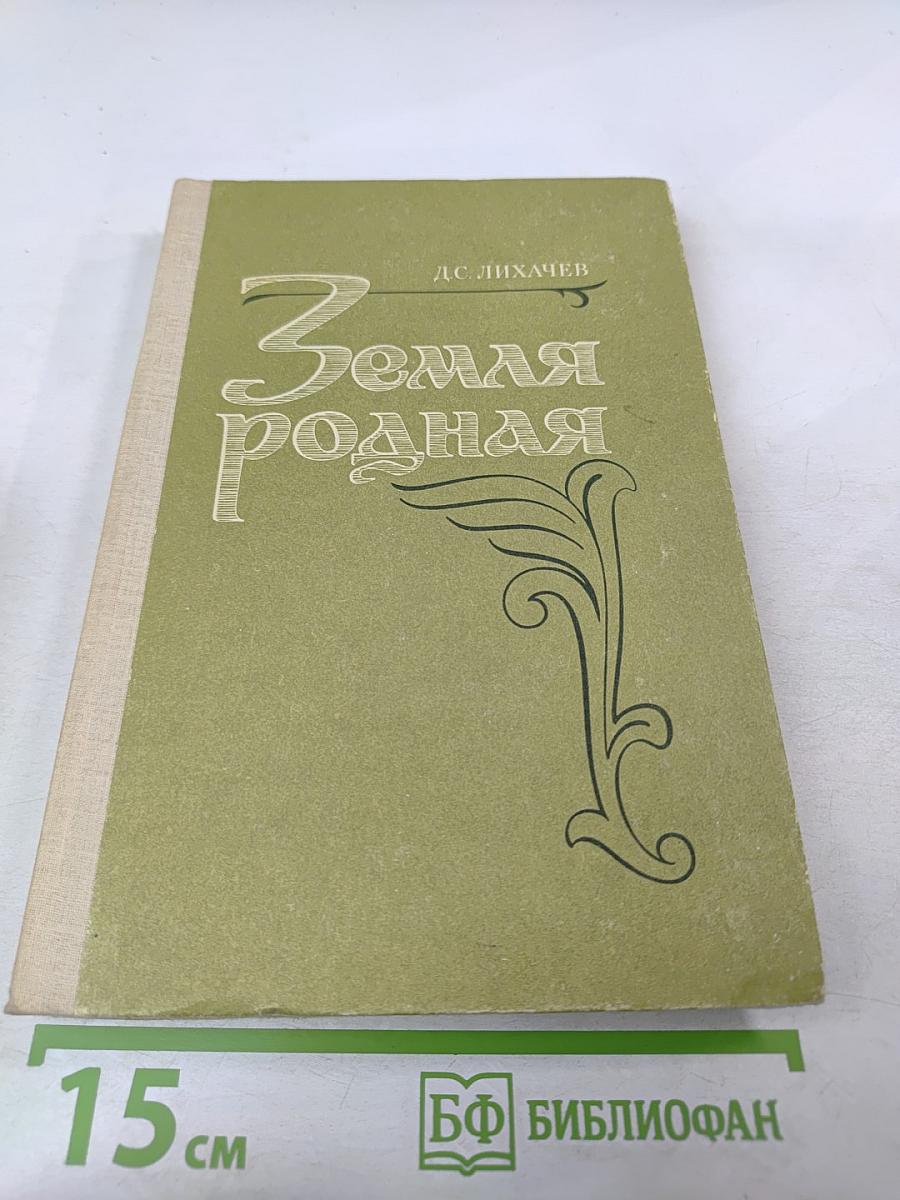 Д.С. ЛИХАЧЕВ
Земля
родная
15 см
БФ БИБЛИОФАН